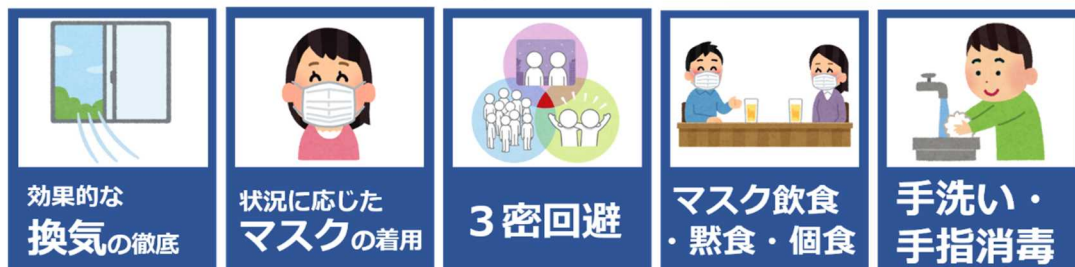 効果的な
換気の徹底
状況に応じた
マスクの着用
３密回避
マスク飲食
・黙食・個食
手洗い・
手指消毒